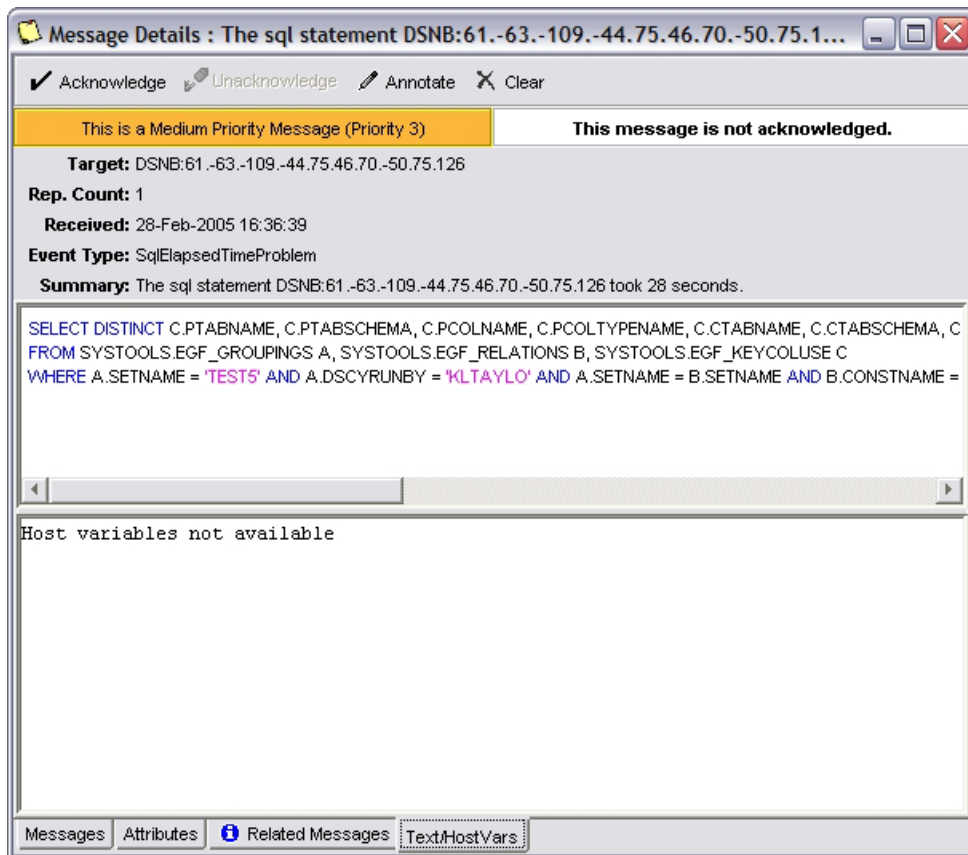 Message Details : The sql statement DSNB:61.-63.-109.-44.75.46.70.-50.75.1...
Acknowledge Unacknowledge Annotate Clear
This is a Medium Priority Message (Priority 3) This message is not acknowledged.
Target: DSNB:61.-63.-109.-44.75.46.70.-50.75.126
Rep. Count: 1
Received: 28-Feb-2005 16:36:39
Event Type: SqlElapsedTimeProblem
Summary: The sql statement DSNB:61.-63.-109.-44.75.46.70.-50.75.126 took 28 seconds.
SELECT DISTINCT C.PTABNAME, C.PTABSCHEMA, C.PCOLNAME, C.PCOLTYPENAME, C.CTABNAME, C.CTABSCHEMA, C
FROM SYSTOOLS.EGF_GROUPINGS A, SYSTOOLS.EGF_RELATIONS B, SYSTOOLS.EGF_KEYCOLUSE C
WHERE A.SETNAME = 'TEST5' AND A.DSCYRUNBY = 'KLTAYLO' AND A.SETNAME = B.SETNAME AND B.CONSTNAME =
Host variables not available
Messages Attributes Related Messages Text/HostVars